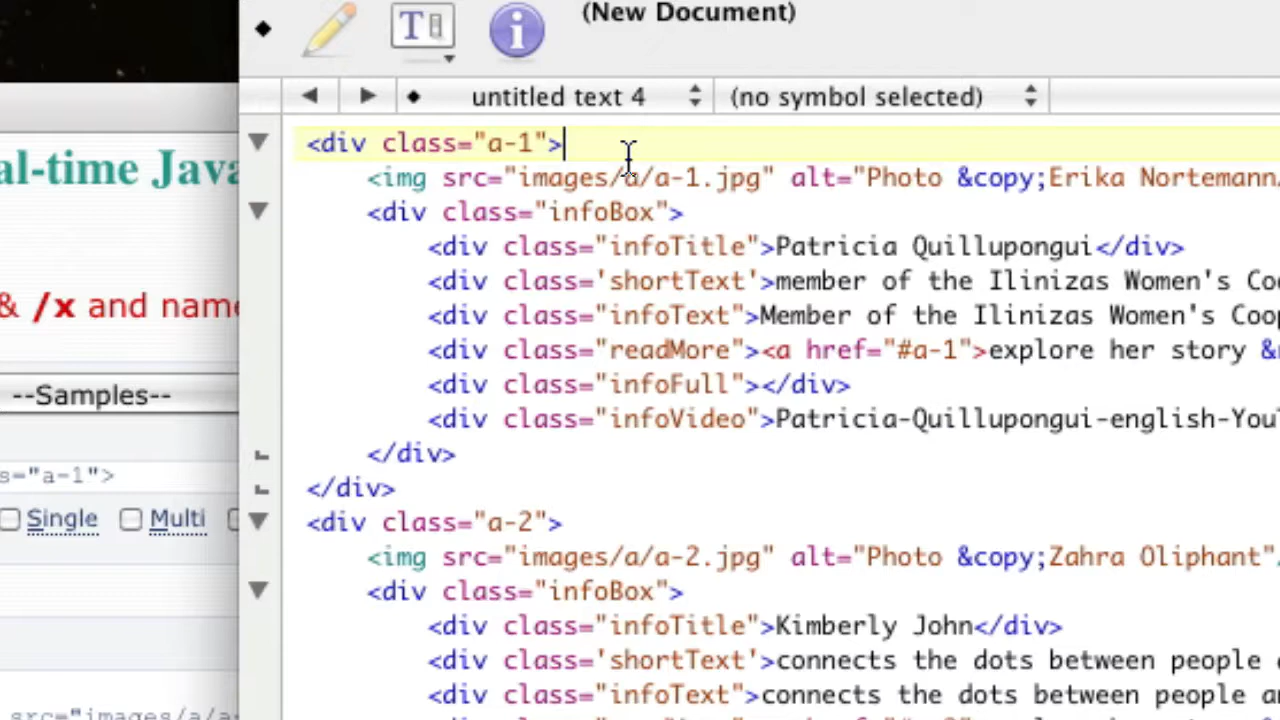 (New Document)
untitled text 4
(no symbol selected)
al-time Java
& /x and name
--Samples--
s="a-1">
Single
Multi
src="images/a/a-
<div class="a-1">
<img src="images/a/a-1.jpg" alt="Photo &copy;Erika Nortemann
<div class="infoBox">
<div class="infoTitle">Patricia Quillupongui</div>
<div class='shortText'>member of the Ilinizas Women's Coo
<div class="infoText">Member of the Ilinizas Women's Coop
<div class="readMore"><a href="#a-1">explore her story &
<div class="infoFull"></div>
<div class="infoVideo">Patricia-Quillupongui-english-You
</div>
</div>
<div class="a-2">
<img src="images/a/a-2.jpg" alt="Photo &copy;Zahra Oliphant"
<div class="infoBox">
<div class="infoTitle">Kimberly John</div>
<div class='shortText'>connects the dots between people
<div class="infoText">connects the dots between people